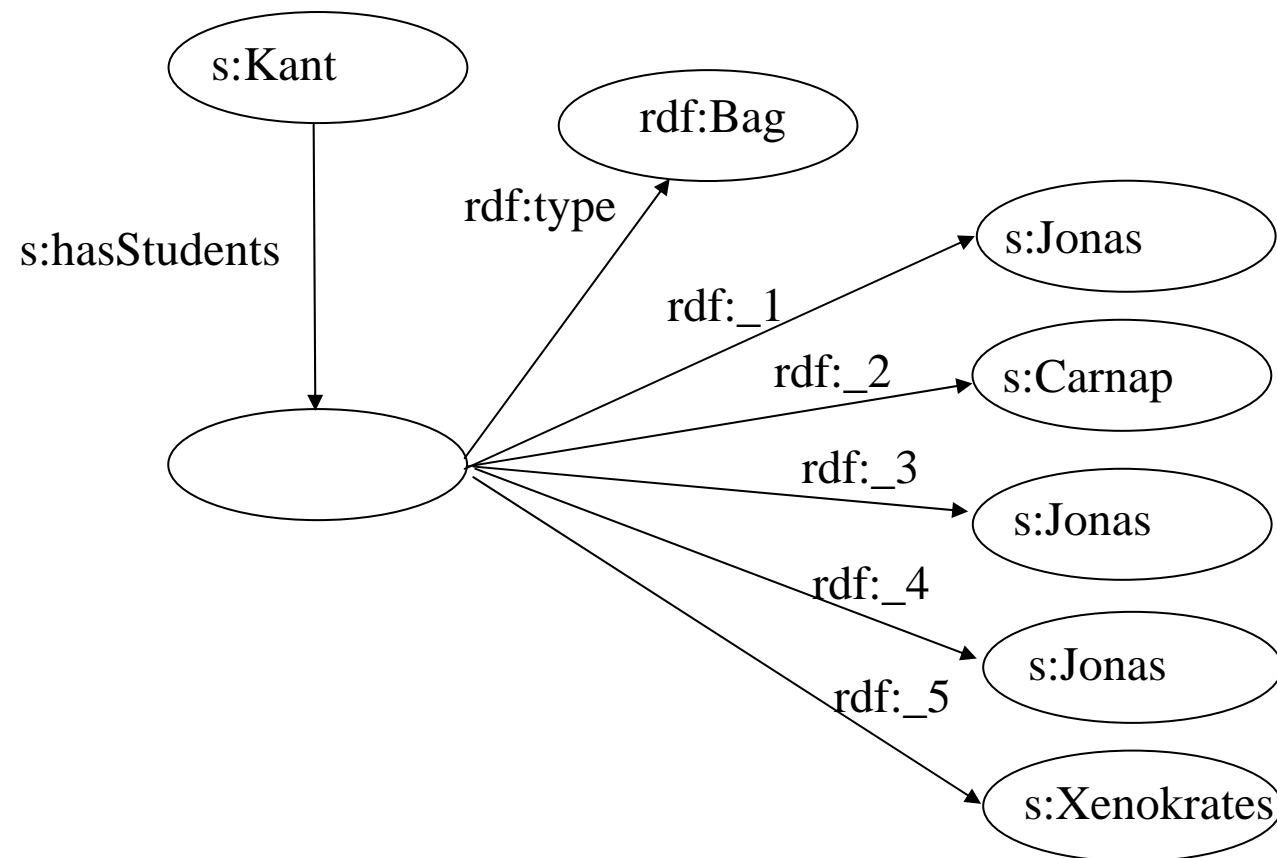 s:Kant
rdf:Bag
rdf:type
s:hasStudents
s:Jonas
rdf:_1
rdf:_2
s:Carnap
rdf:_3
s:Jonas
rdf:_4
s:Jonas
rdf:_5
s:Xenokrates